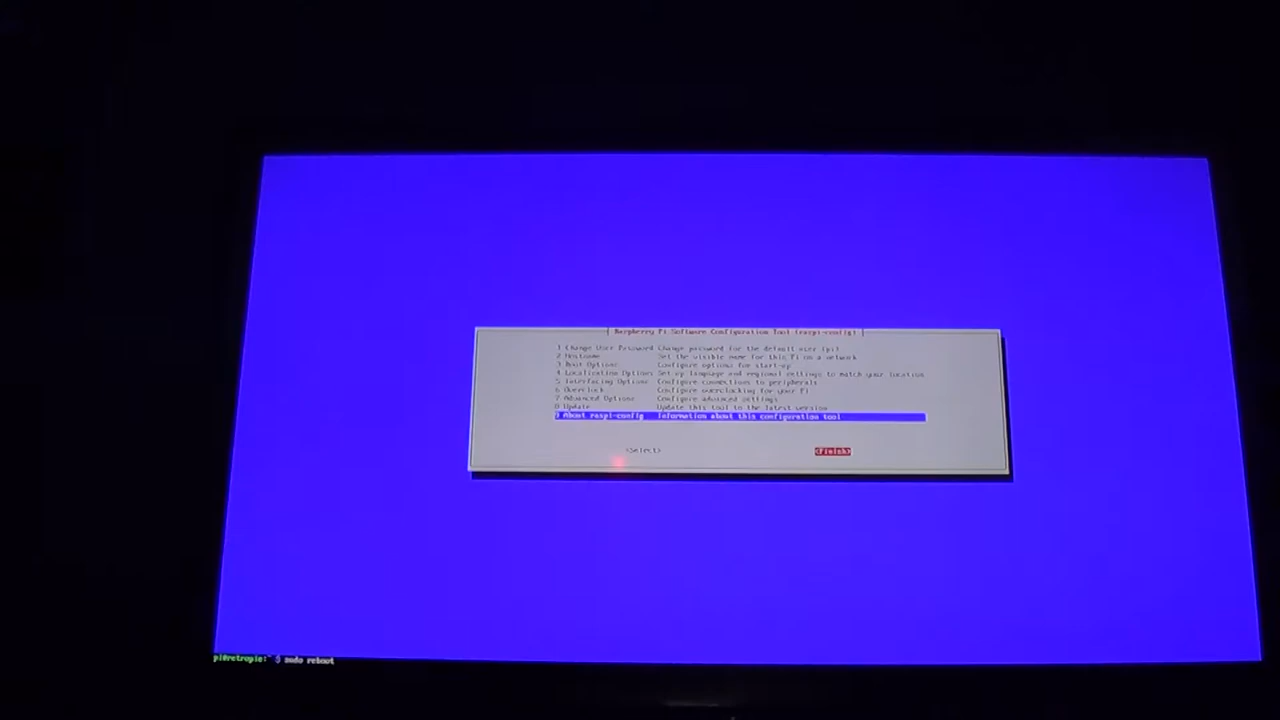 Raspberry Pi Software Configuration Tool (raspi-config)
1 Change User Password Change password for the default user (pi)
2 Hostname Set the visible name for this Pi on a network
3 Boot Options Configure options for start-up
4 Localisation Options Set up language and regional settings to match your location
5 Interfacing Options Configure connections to peripherals
6 Overclock Configure overclocking for your Pi
7 Advanced Options Configure advanced settings
8 Update Update this tool to the latest version
9 About raspi-config Information about this configuration tool
<Select> <Finish>
pi@retropie:~ $ sudo reboot